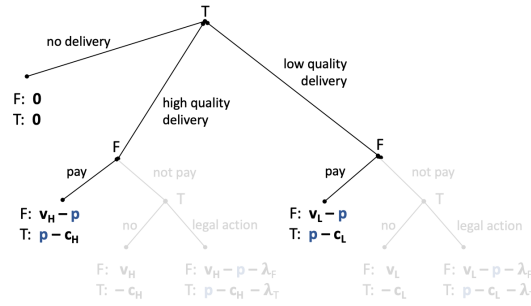 T
no delivery
low quality
delivery
high quality
delivery
F: 0
T: 0
F
F
pay
not pay
pay
not pay
T
T
F: v_H – p
T: p – c_H
no
legal action
F: v_L – p
T: p – c_L
no
legal action
F: v_H
T: – c_H
F: v_H – p – λ_F
T: p – c_H – λ_T
F: v_L
T: – c_L
F: v_L – p – λ_F
T: p – c_L – λ